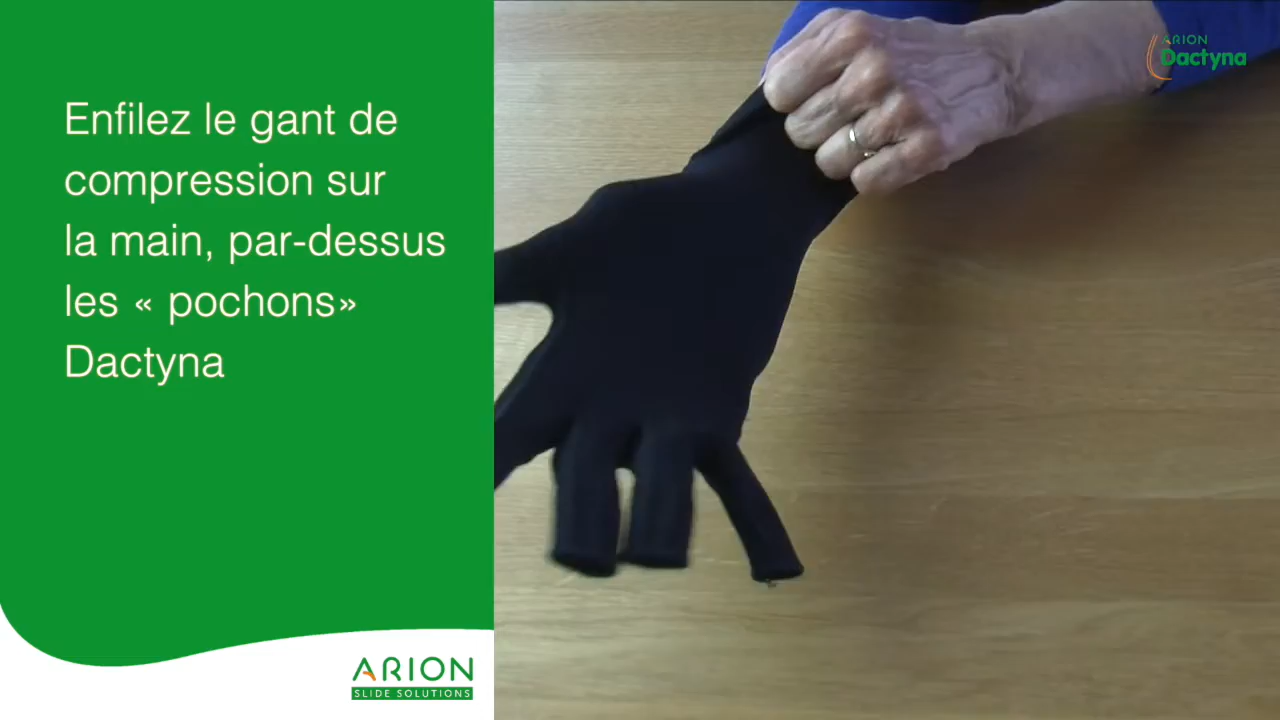 Enfilez le gant de
compression sur
la main, par-dessus
les « pochons»
Dactyna
ARION
SLIDE SOLUTIONS
ARION
Dactyna